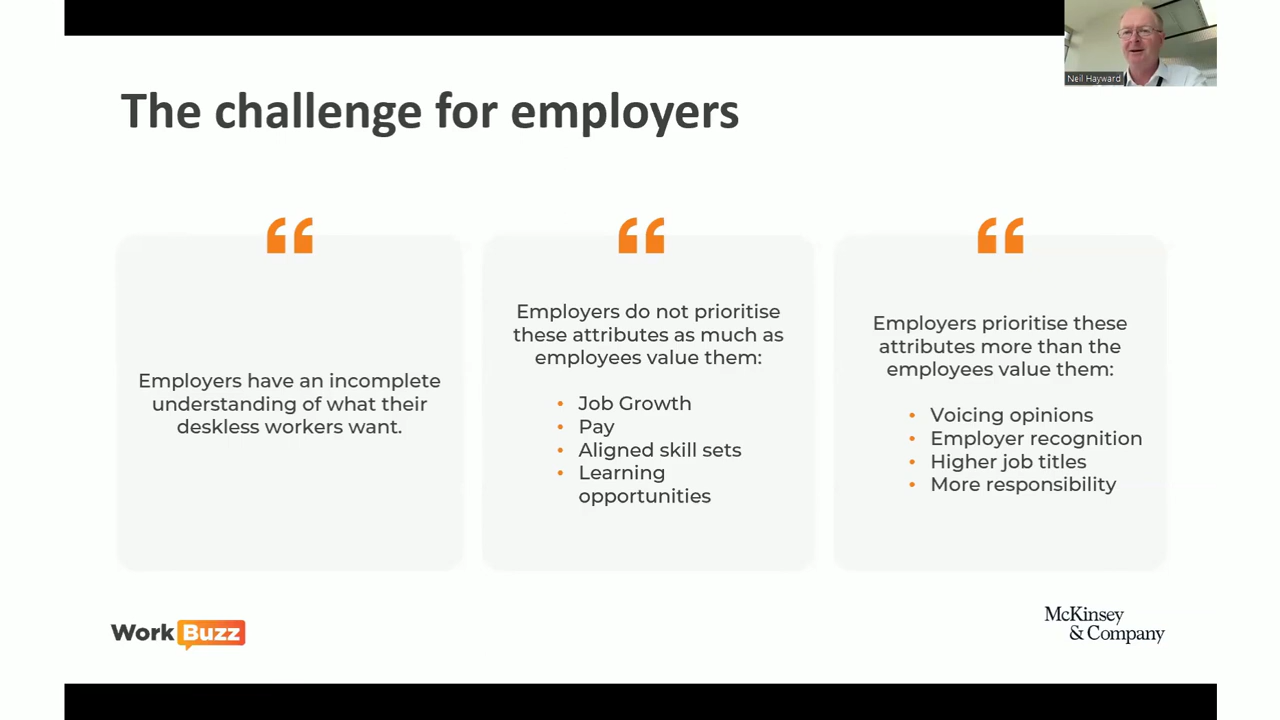 Neil Hayward
The challenge for employers
Employers have an incomplete
understanding of what their
deskless workers want.
Employers do not prioritise
these attributes as much as
employees value them:
• Job Growth
• Pay
• Aligned skill sets
• Learning
opportunities
Employers prioritise these
attributes more than the
employees value them:
• Voicing opinions
• Employer recognition
• Higher job titles
• More responsibility
Work Buzz
McKinsey
& Company